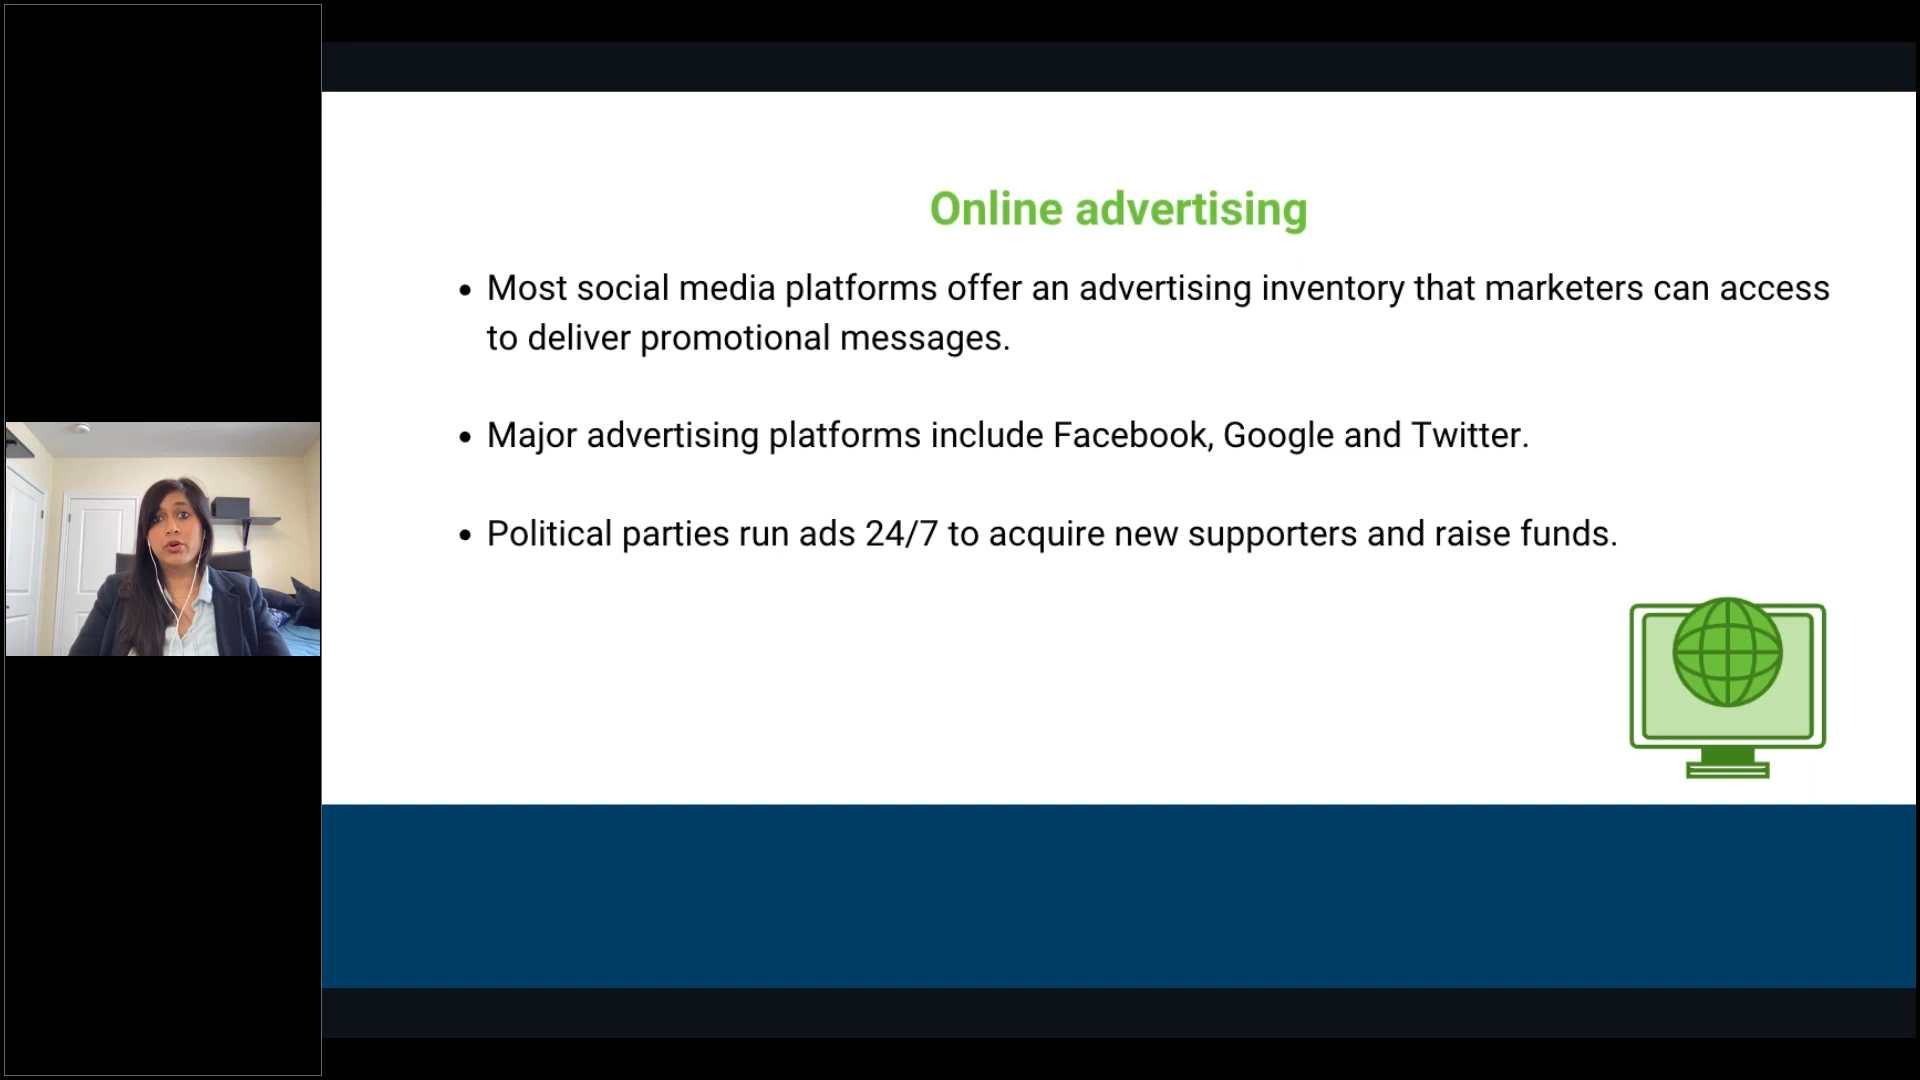 Online advertising
• Most social media platforms offer an advertising inventory that marketers can access
to deliver promotional messages.
• Major advertising platforms include Facebook, Google and Twitter.
• Political parties run ads 24/7 to acquire new supporters and raise funds.